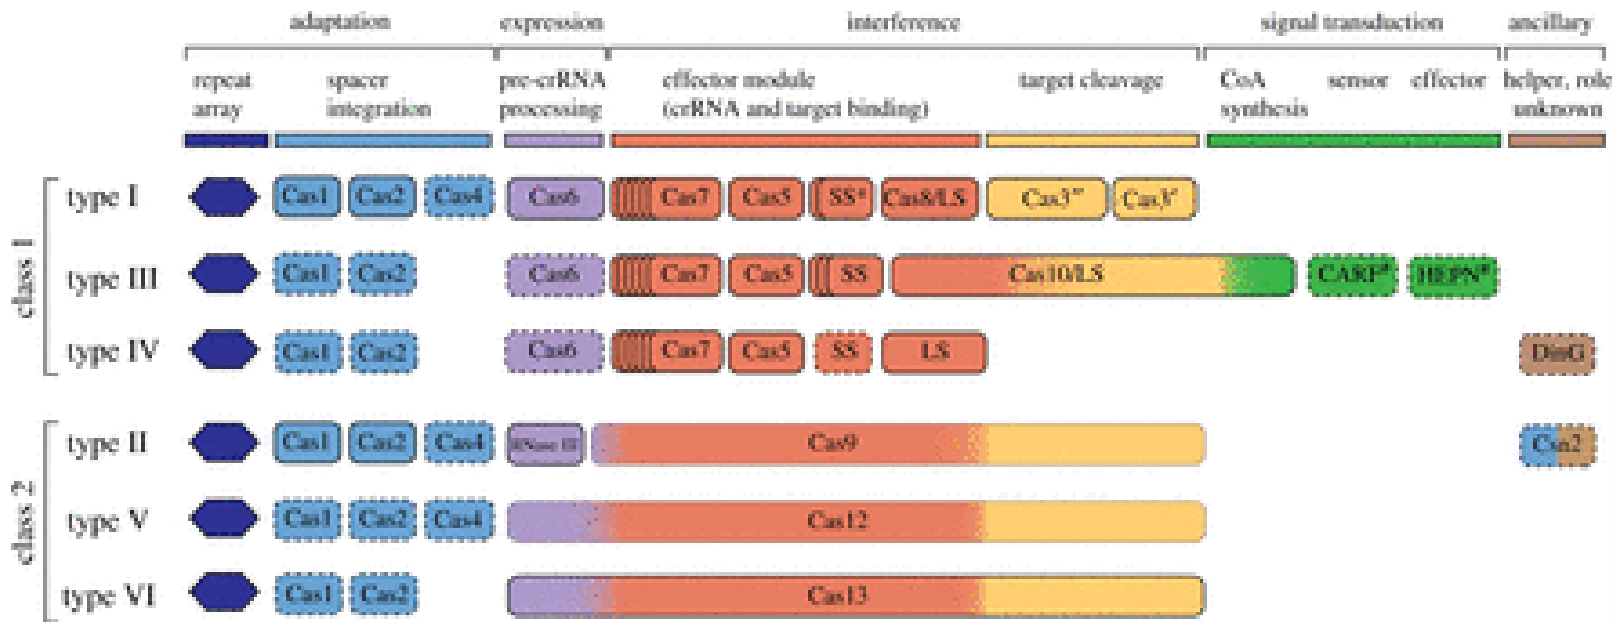 adaptation expression interference signal transduction ancillary
repeat spacer pre-crRNA effector module target cleavage CoA sensor effector helper, role
array integration processing (crRNA and target binding) synthesis unknown
class 1
type I Cas1 Cas2 Cas4 Cas6 Cas7 Cas5 SS* Cas8/LS Cas3" Cas3'
type III Cas1 Cas2 Cas6 Cas7 Cas5 SS Cas10/LS CARF# HEPN#
type IV Cas1 Cas2 Cas6 Cas7 Cas5 SS LS DinG
class 2
type II Cas1 Cas2 Cas4 RNase III Cas9 Csn2
type V Cas1 Cas2 Cas4 Cas12
type VI Cas1 Cas2 Cas13